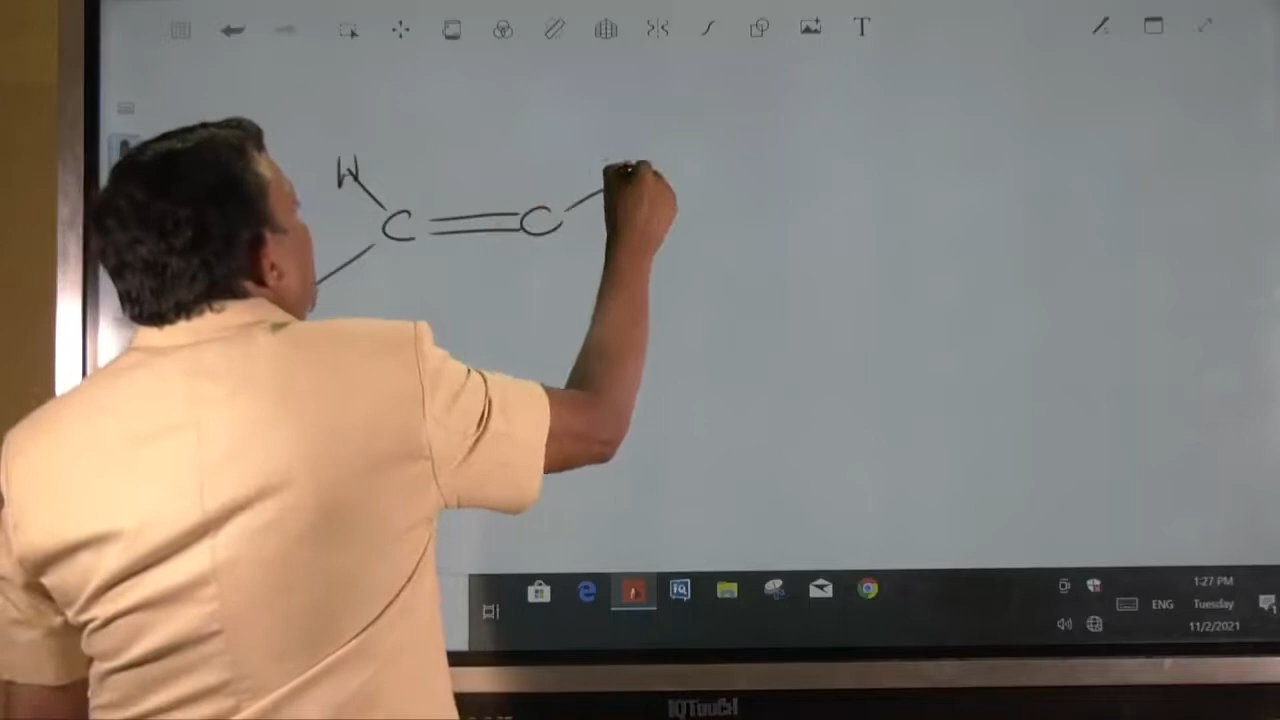 T
H
C = C
1:27 PM
ENG Tuesday
11/2/2021
IQTouch